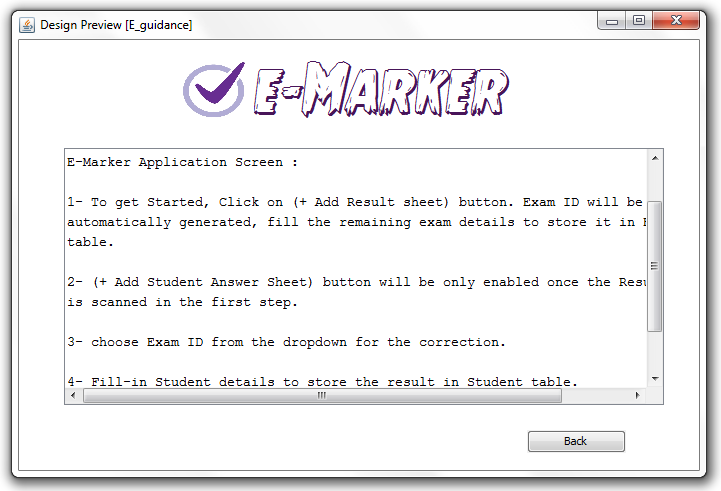 Design Preview [E_guidance]
E-Marker
E-Marker Application Screen :
1- To get Started, Click on (+ Add Result sheet) button. Exam ID will be
automatically generated, fill the remaining exam details to store it in
table.
2- (+ Add Student Answer Sheet) button will be only enabled once the
is scanned in the first step.
3- choose Exam ID from the dropdown for the correction.
4- Fill-in Student details to store the result in Student table.
Back